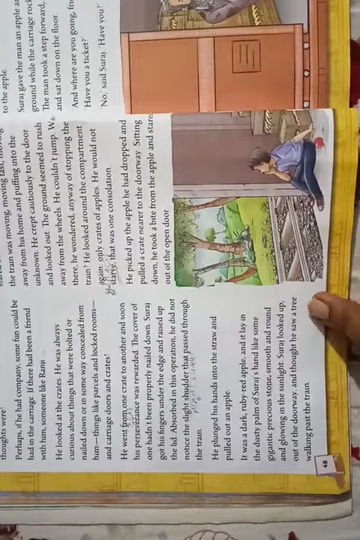 thoughts were'
Perhaps, if he had company, some fun could be
had in the carriage. If there had been a friend
with him, someone like Ranji
He looked at the crates. He was always
curious about things that were bolted or
nailed down or in some way concealed from
him—things like parcels and locked rooms—
and carriage doors and crates'
He went from one crate to another and soon
his perseverance was rewarded. The cover of
one hadn't been properly nailed down. Suraj
got his fingers under the edge and raised up
the lid. Absorbed in this operation, he did not
notice the slight shudder that passed through
the train.
He plunged his hands into the straw and
pulled out an apple
It was a dark, ruby-red apple, and it lay in
the dusty palm of Suraj's hand like some
gigantic precious stone, smooth and round
and glowing in the sunlight. Suraj looked up,
out of the doorway, and thought he saw a tree
walking past the train
48
the train was moving, moving fast, moving
away from his home and puffing into the
unknown. He crept cautiously to the door
and looked out. The ground seemed to rush
away from the wheels. He couldn't jump. Was
there, he wondered, anyway of stopping the
train? He looked around the compartment
again, only crates of apples. He would not
starve, that was one consolation.
He picked up the apple he had dropped and
pulled a crate nearer to the doorway. Sitting
down, he took a bite from the apple and stared
out of the open door
to the apple.
Suraj gave the man an apple
ground while the carriage
The man took a step forward,
and sat down on the floor.
'And where are you going,
'Have you a ticket?'
'No,' said Suraj. 'Have you?'